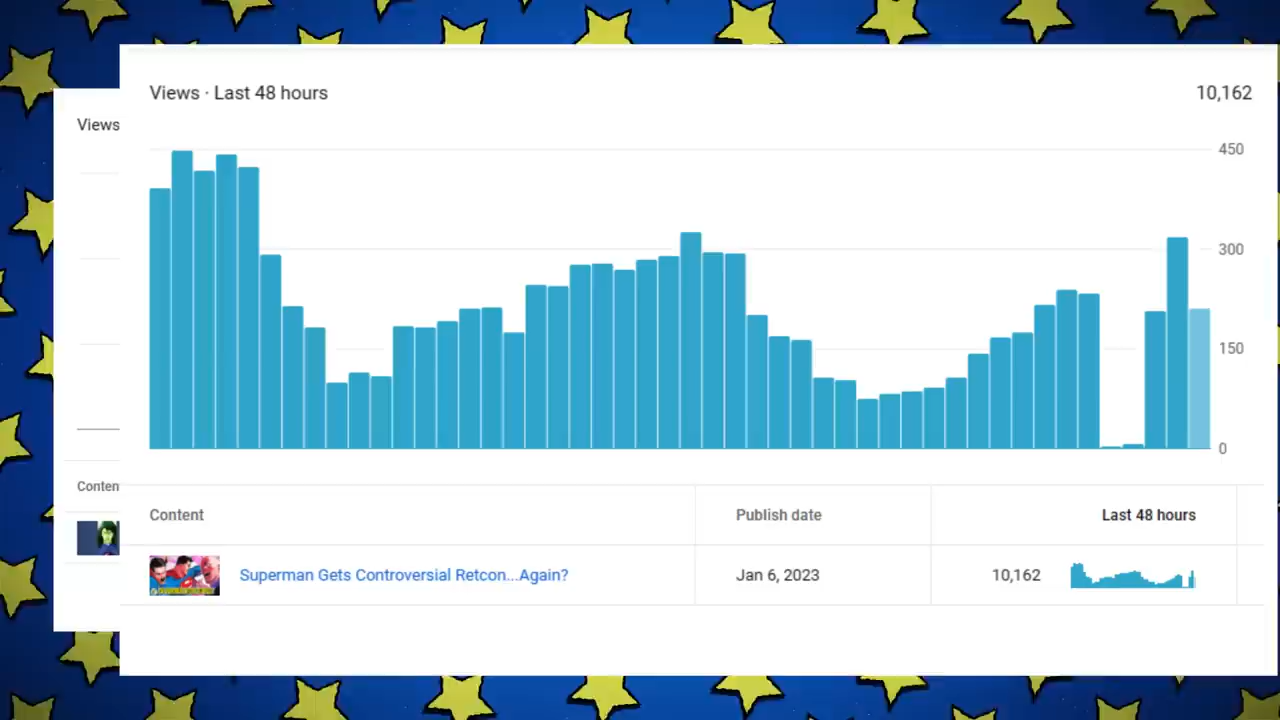 Views · Last 48 hours
10,162
Views
450
300
150
0
Content
Publish date
Last 48 hours
Superman Gets Controversial Retcon...Again?
Jan 6, 2023
10,162
Conten